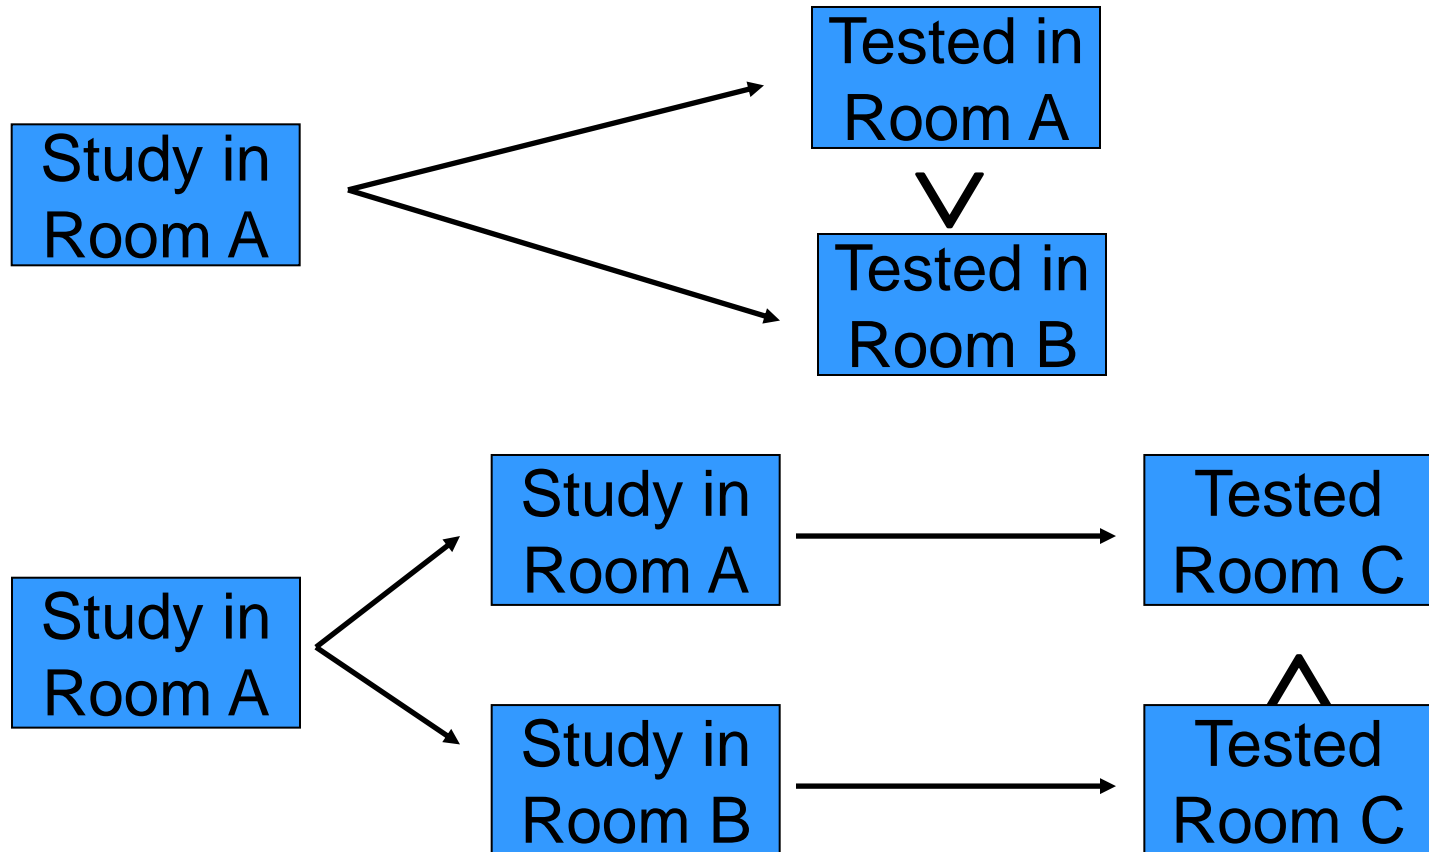 Tested in
Room A
Study in
Room A
>
Tested in
Room B
Study in
Room A
Tested
Room C
Study in
Room A
<
Study in
Room B
Tested
Room C